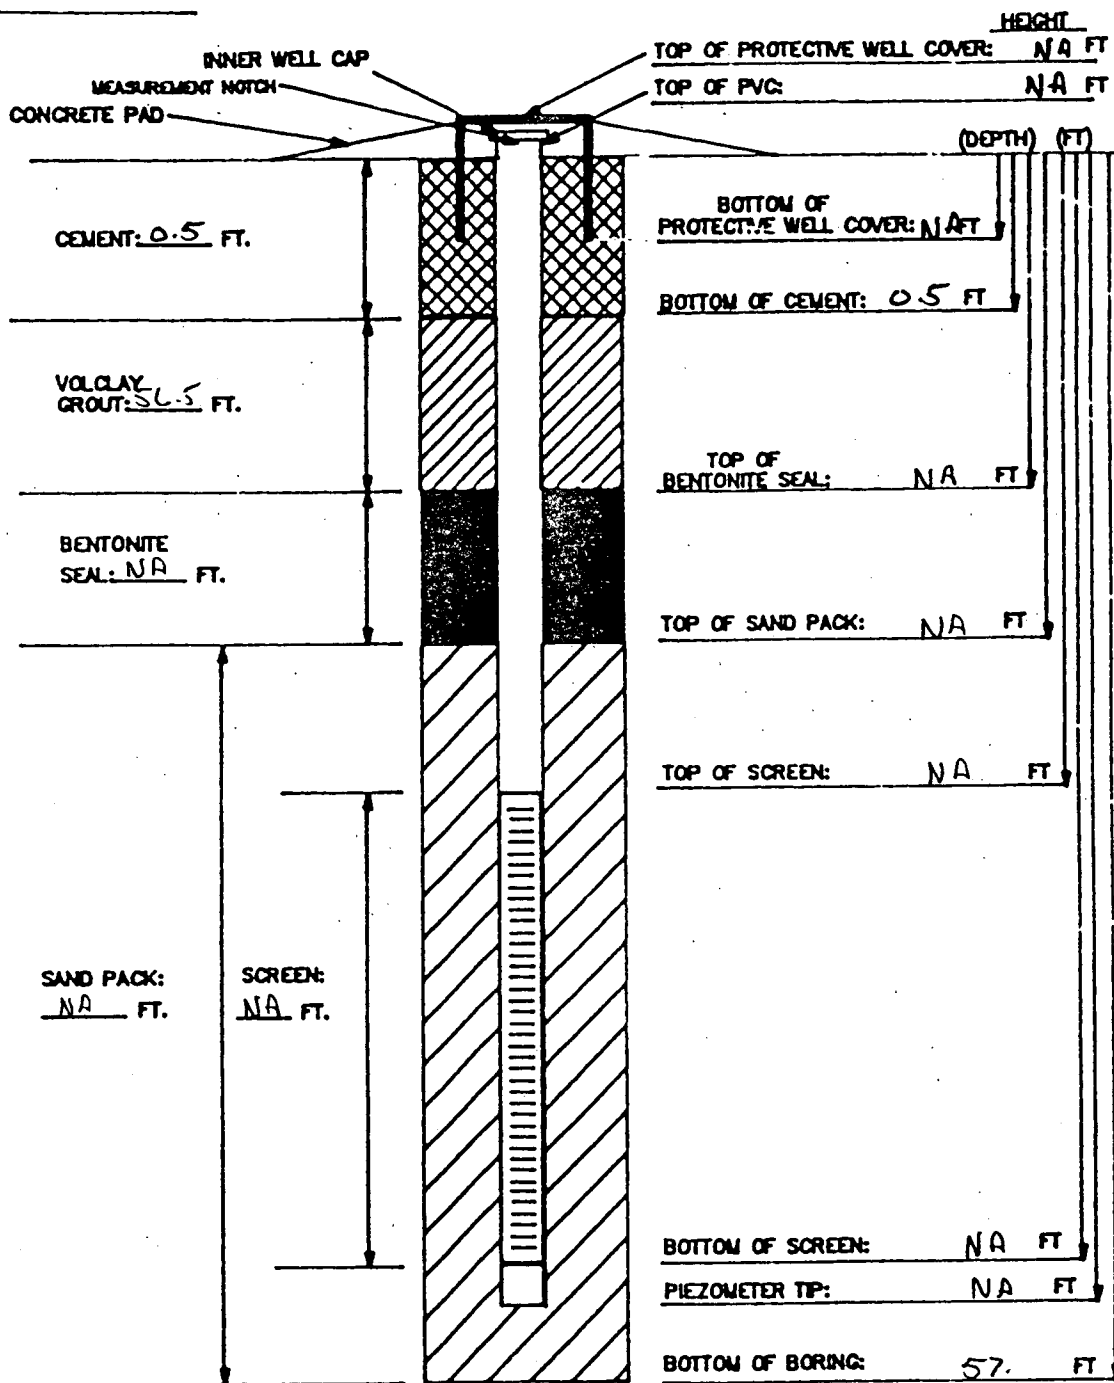 HEIGHT
INNER WELL CAP
TOP OF PROTECTIVE WELL COVER: NA FT
MEASUREMENT NOTCH
TOP OF PVC: NA FT
CONCRETE PAD
(DEPTH) (FT)
BOTTOM OF
PROTECTIVE WELL COVER: NA FT
CEMENT: 0.5 FT.
BOTTOM OF CEMENT: 0.5 FT
VOLCLAY
GROUT: 56.5 FT.
TOP OF
BENTONITE SEAL: NA FT
BENTONITE
SEAL: NA FT.
TOP OF SAND PACK: NA FT
TOP OF SCREEN: NA FT
SAND PACK:
NA FT.
SCREEN:
NA FT.
BOTTOM OF SCREEN: NA FT
PIEZOMETER TIP: NA FT
BOTTOM OF BORING: 57. FT